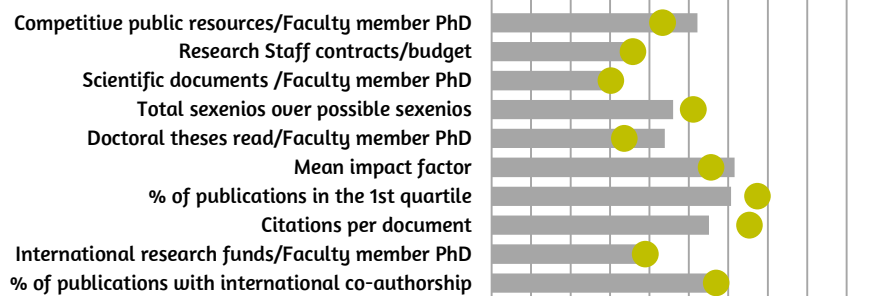 Competitive public resources/Faculty member PhD
Research Staff contracts/budget
Scientific documents /Faculty member PhD
Total sexenios over possible sexenios
Doctoral theses read/Faculty member PhD
Mean impact factor
% of publications in the 1st quartile
Citations per document
International research funds/Faculty member PhD
% of publications with international co-authorship